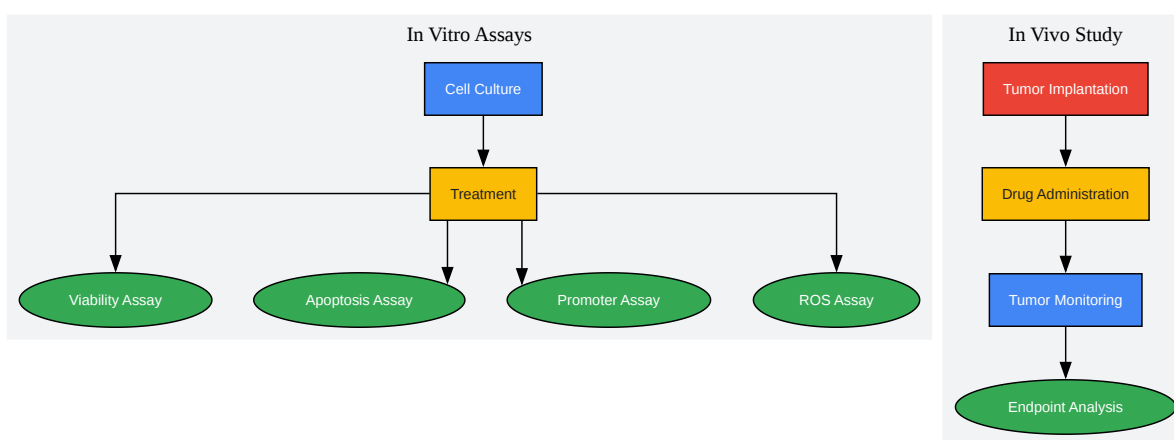 In Vitro Assays
Cell Culture
Treatment
Viability Assay
Apoptosis Assay
Promoter Assay
ROS Assay
In Vivo Study
Tumor Implantation
Drug Administration
Tumor Monitoring
Endpoint Analysis